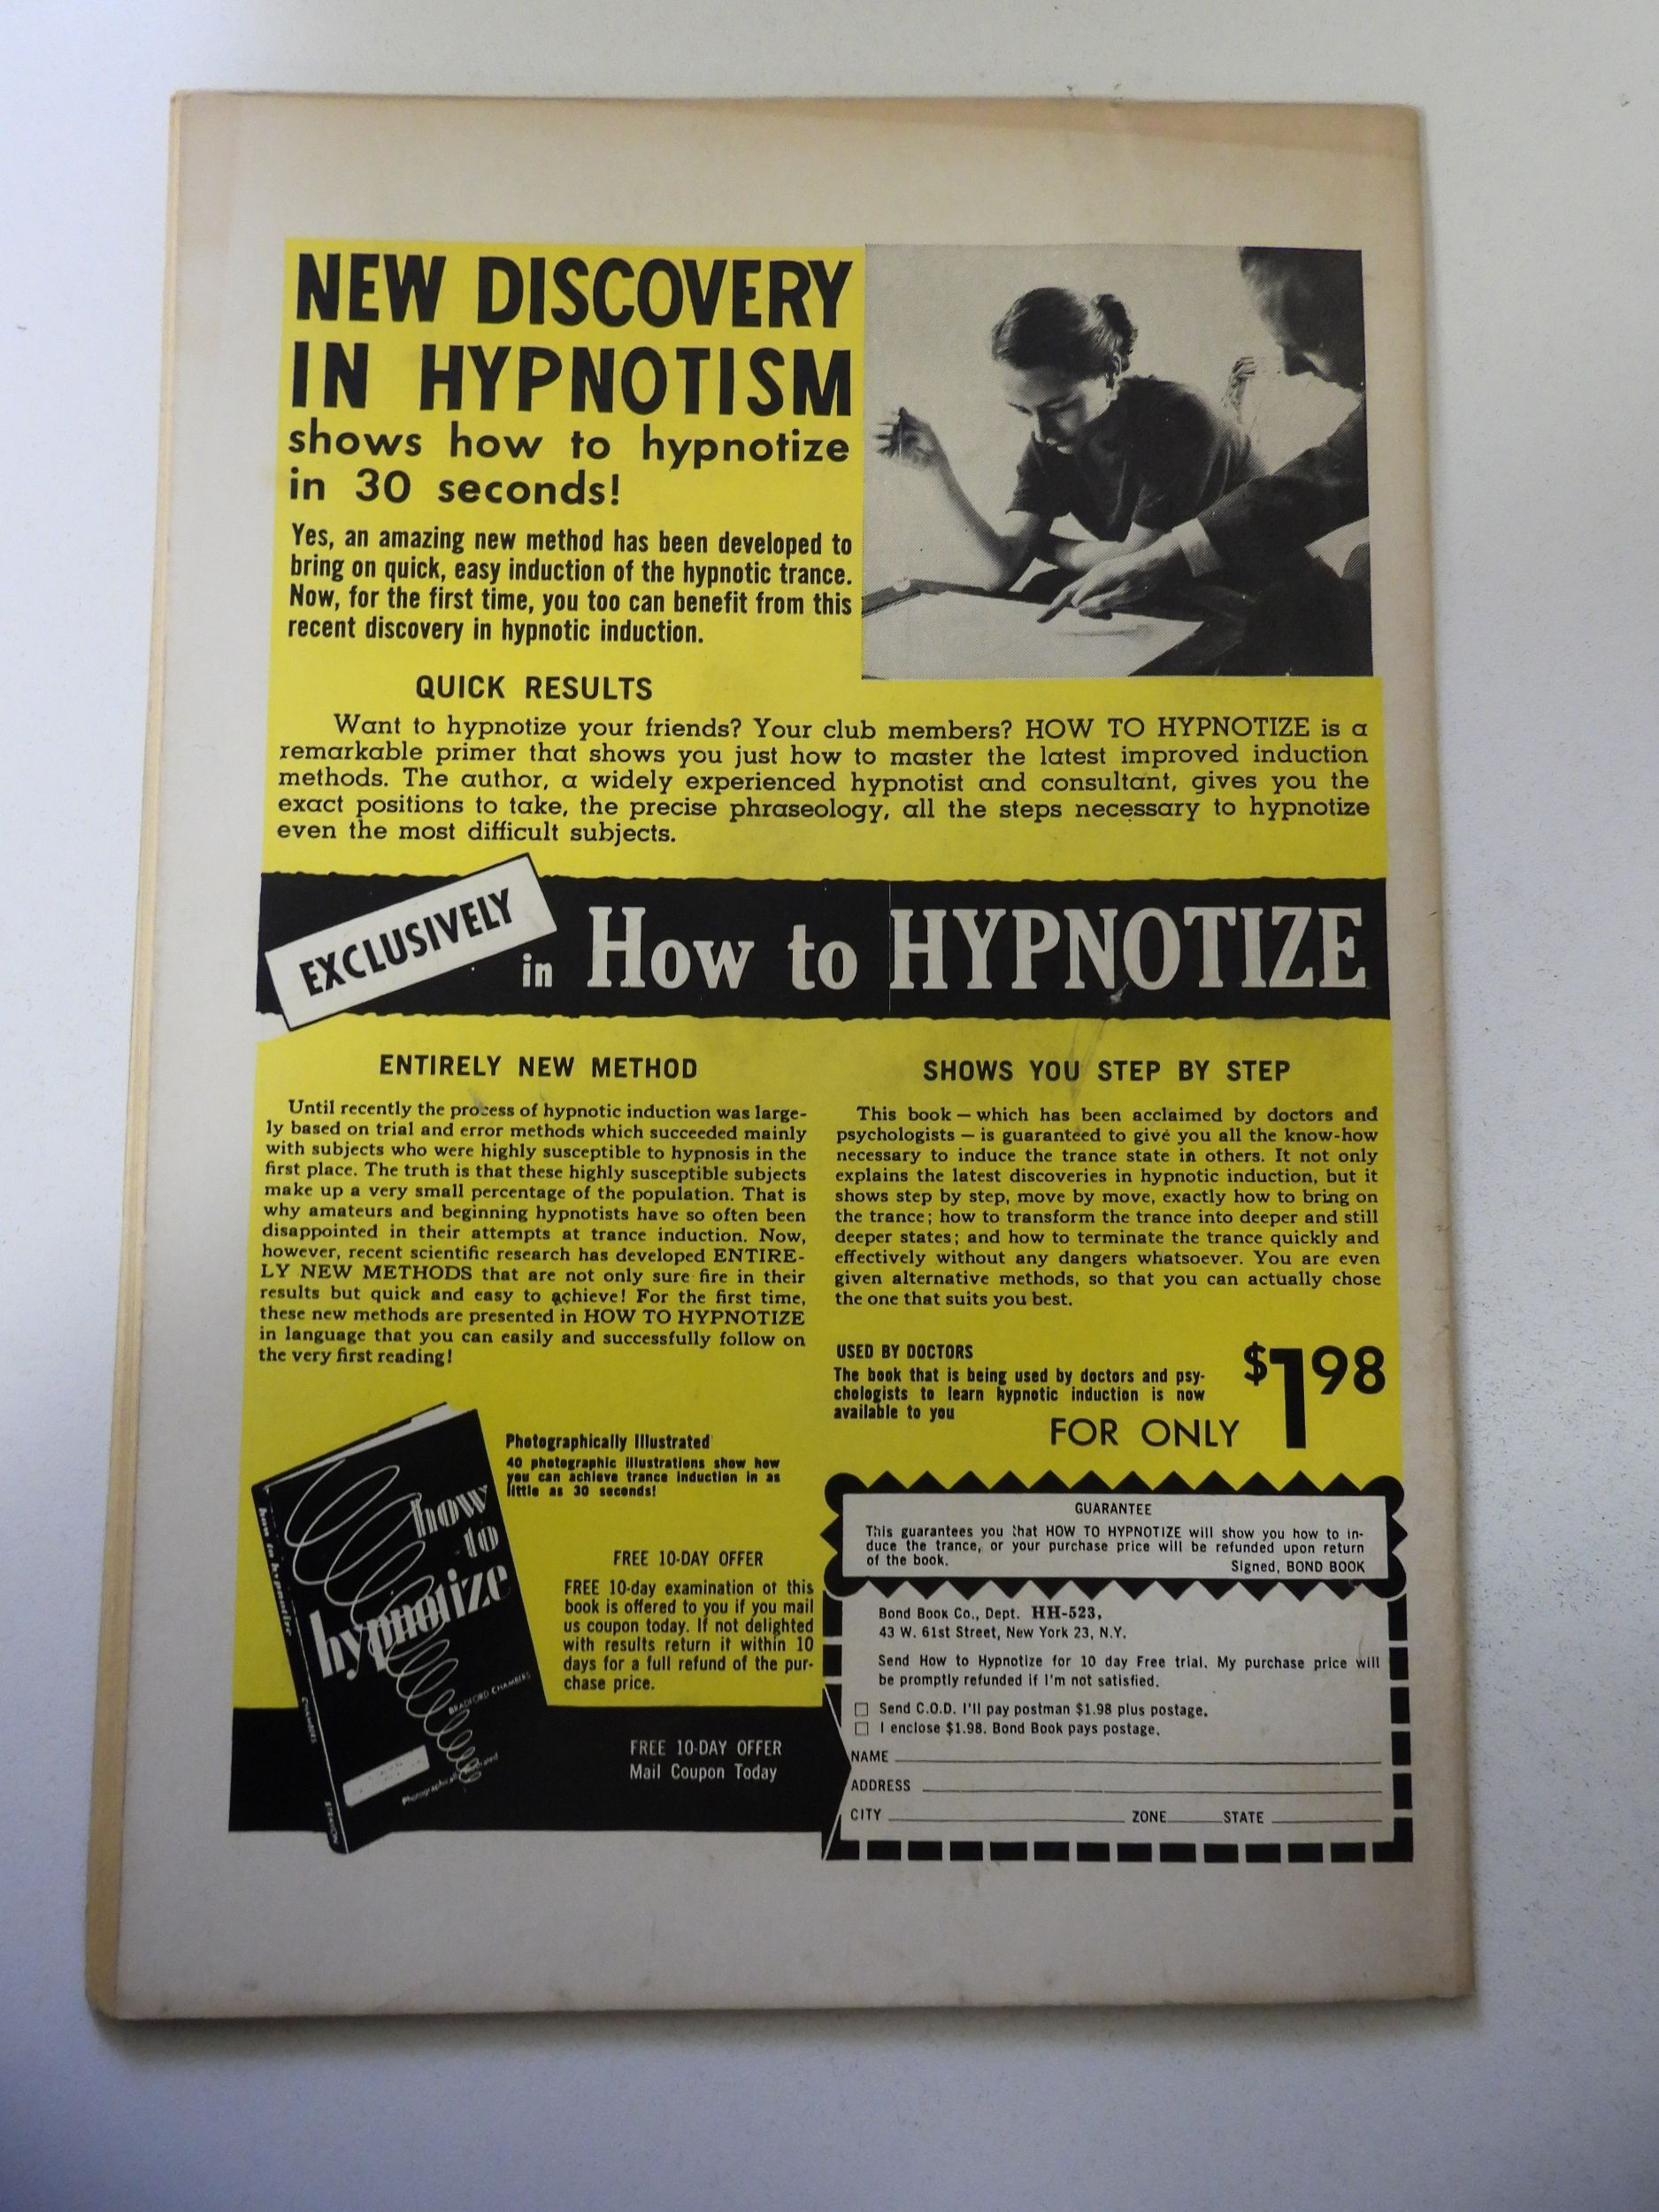 NEW DISCOVERY
IN HYPNOTISM
shows how to hypnotize
in 30 seconds!
Yes, an amazing new method has been developed to
bring on quick, easy induction of the hypnotic trance.
Now, for the first time, you too can benefit from this
recent discovery in hypnotic induction.
QUICK RESULTS
Want to hypnotize your friends? Your club members? HOW TO HYPNOTIZE is a
remarkable primer that shows you just how to master the latest improved induction
methods. The author, a widely experienced hypnotist and consultant, gives you the
exact positions to take, the precise phraseology, all the steps necessary to hypnotize
even the most difficult subjects.
EXCLUSIVELY
in How to HYPNOTIZE
ENTIRELY NEW METHOD
Until recently the process of hypnotic induction was large-
ly based on trial and error methods which succeeded mainly
with subjects who were highly susceptible to hypnosis in the
first place. The truth is that these highly susceptible subjects
make up a very small percentage of the population. That is
why amateurs and beginning hypnotists have so often been
disappointed in their attempts at trance induction. Now,
however, recent scientific research has developed ENTIRE-
LY NEW METHODS that are not only sure fire in their
results but quick and easy to achieve! For the first time,
these new methods are presented in HOW TO HYPNOTIZE
in language that you can easily and successfully follow on
the very first reading!
Photographically Illustrated
40 photographic illustrations show how
you can achieve trance induction in as
little as 30 seconds!
how
to
hypnotize
BRADFORD CHAMBERS
Photographically Illustrated
how to hypnotize
CHAMBERS
STRAVON
FREE 10-DAY OFFER
FREE 10-day examination of this
book is offered to you if you mail
us coupon today. If not delighted
with results return it within 10
days for a full refund of the pur-
chase price.
FREE 10-DAY OFFER
Mail Coupon Today
SHOWS YOU STEP BY STEP
This book — which has been acclaimed by doctors and
psychologists — is guaranteed to give you all the know-how
necessary to induce the trance state in others. It not only
explains the latest discoveries in hypnotic induction, but it
shows step by step, move by move, exactly how to bring on
the trance; how to transform the trance into deeper and still
deeper states; and how to terminate the trance quickly and
effectively without any dangers whatsoever. You are even
given alternative methods, so that you can actually chose
the one that suits you best.
USED BY DOCTORS
The book that is being used by doctors and psy-
chologists to learn hypnotic induction is now
available to you
FOR ONLY $1.98
GUARANTEE
This guarantees you that HOW TO HYPNOTIZE will show you how to in-
duce the trance, or your purchase price will be refunded upon return
of the book.
Signed, BOND BOOK
Bond Book Co., Dept. HH-523,
43 W. 61st Street, New York 23, N.Y.
Send How to Hypnotize for 10 day Free trial. My purchase price will
be promptly refunded if I'm not satisfied.
Send C.O.D. I'll pay postman $1.98 plus postage.
I enclose $1.98. Bond Book pays postage.
NAME
ADDRESS
CITY ZONE STATE